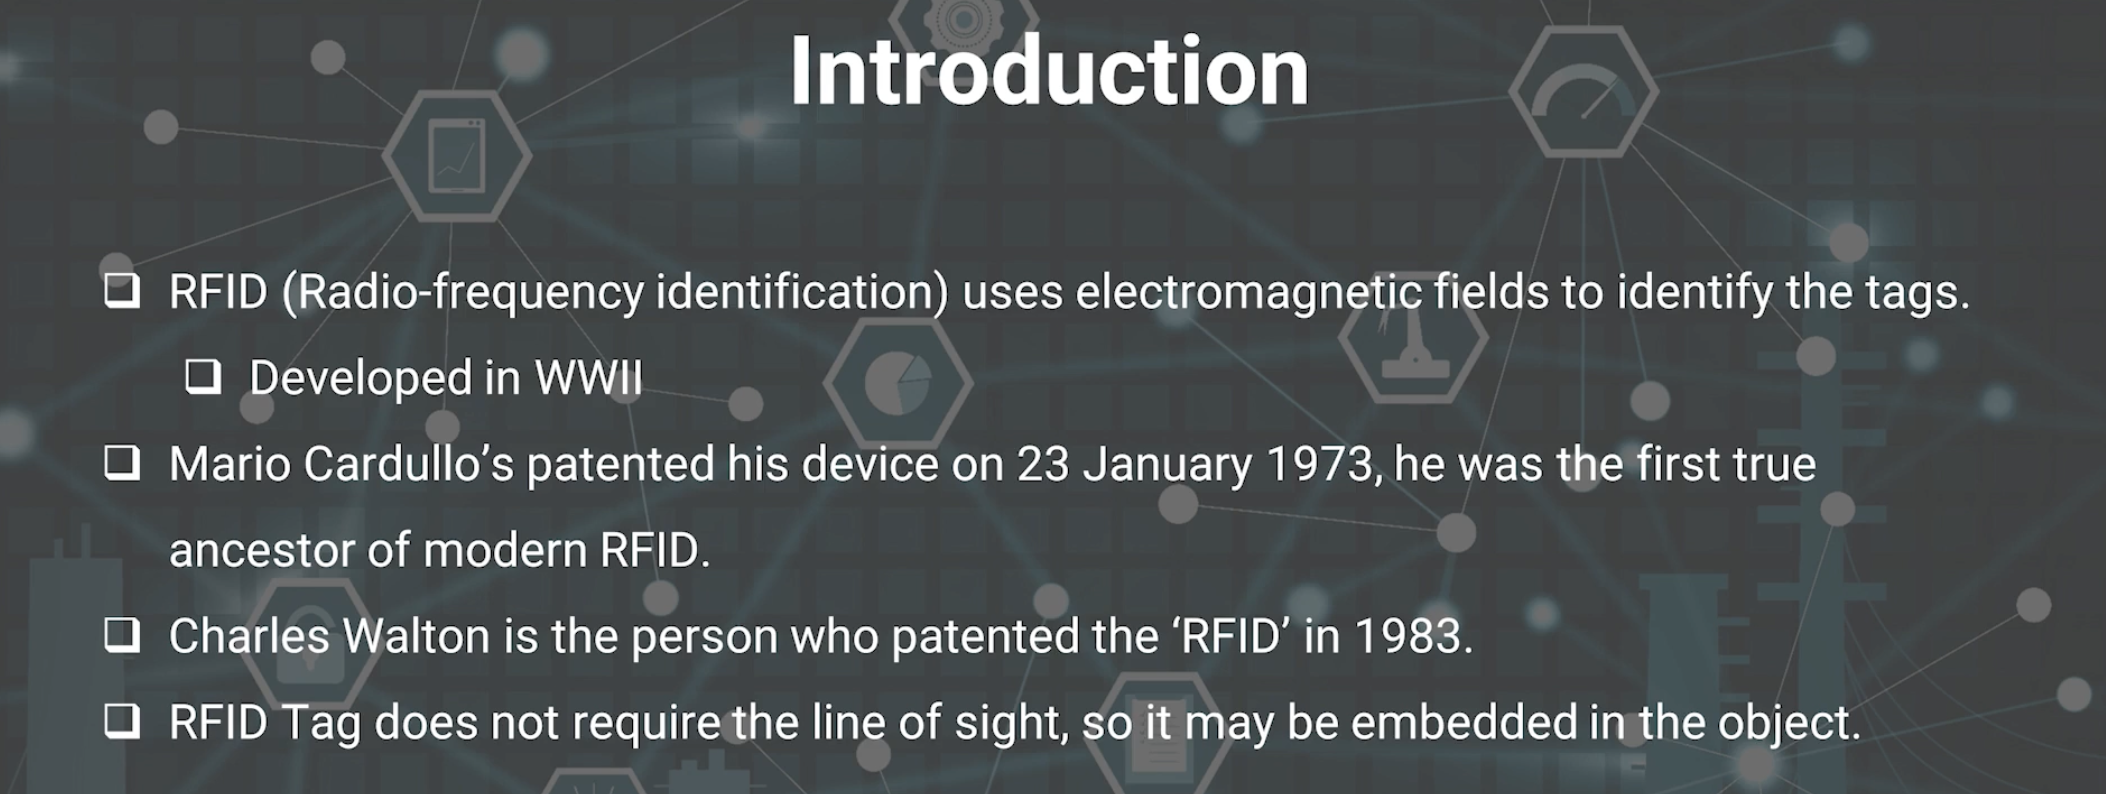 Introduction
❑ RFID (Radio-frequency identification) uses electromagnetic fields to identify the tags.
❑ Developed in WWII
❑ Mario Cardullo’s patented his device on 23 January 1973, he was the first true
ancestor of modern RFID.
❑ Charles Walton is the person who patented the ‘RFID’ in 1983.
❑ RFID Tag does not require the line of sight, so it may be embedded in the object.